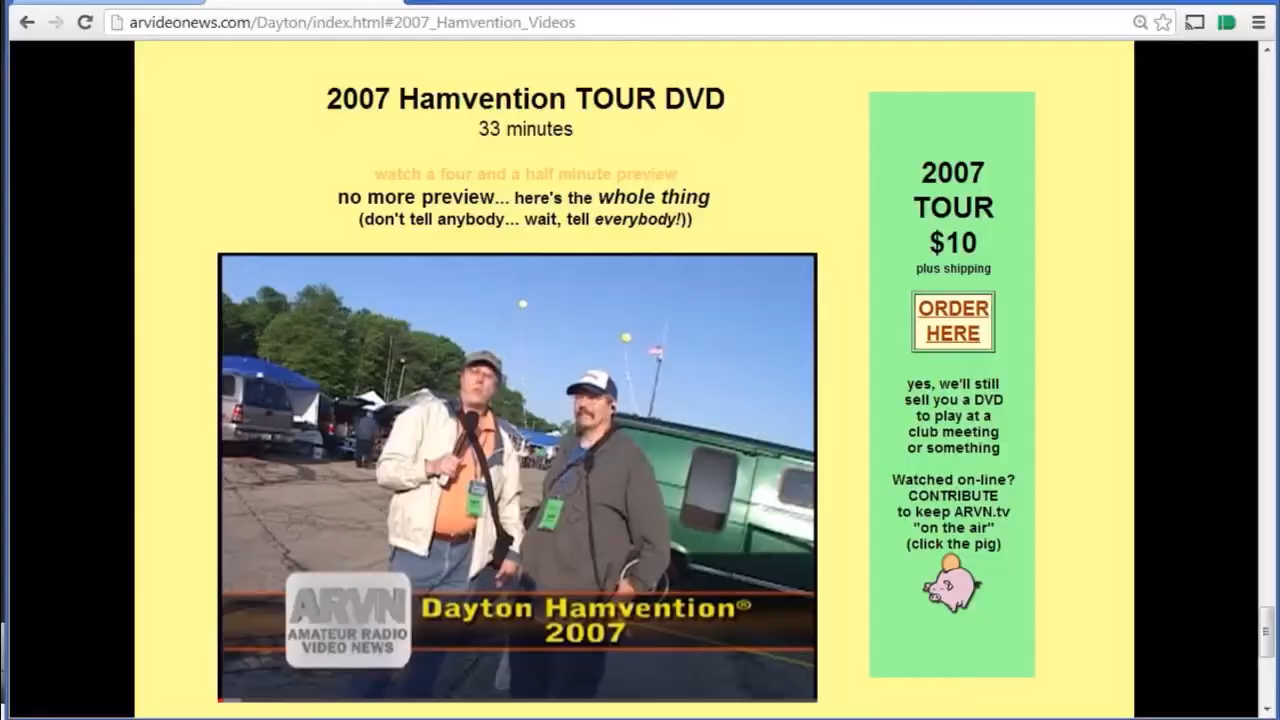 arvideonews.com/Dayton/index.html#2007_Hamvention_Videos
2007 Hamvention TOUR DVD
33 minutes
watch a four and a half minute preview
no more preview... here's the whole thing
(don't tell anybody... wait, tell everybody!))
ARVN
AMATEUR RADIO
VIDEO NEWS
Dayton Hamvention®
2007
2007
TOUR
$10
plus shipping
ORDER
HERE
yes, we'll still
sell you a DVD
to play at a
club meeting
or something
Watched on-line?
CONTRIBUTE
to keep ARVN.tv
"on the air"
(click the pig)